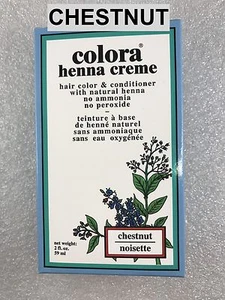 CHESTNUT
colora®
henna creme
hair color & conditioner
with natural henna
no ammonia
no peroxide
teinture à base
de henné naturel
sans ammoniaque
sans eau oxygénée
chestnut
noisette
net weight:
2 fl. oz.
59 ml